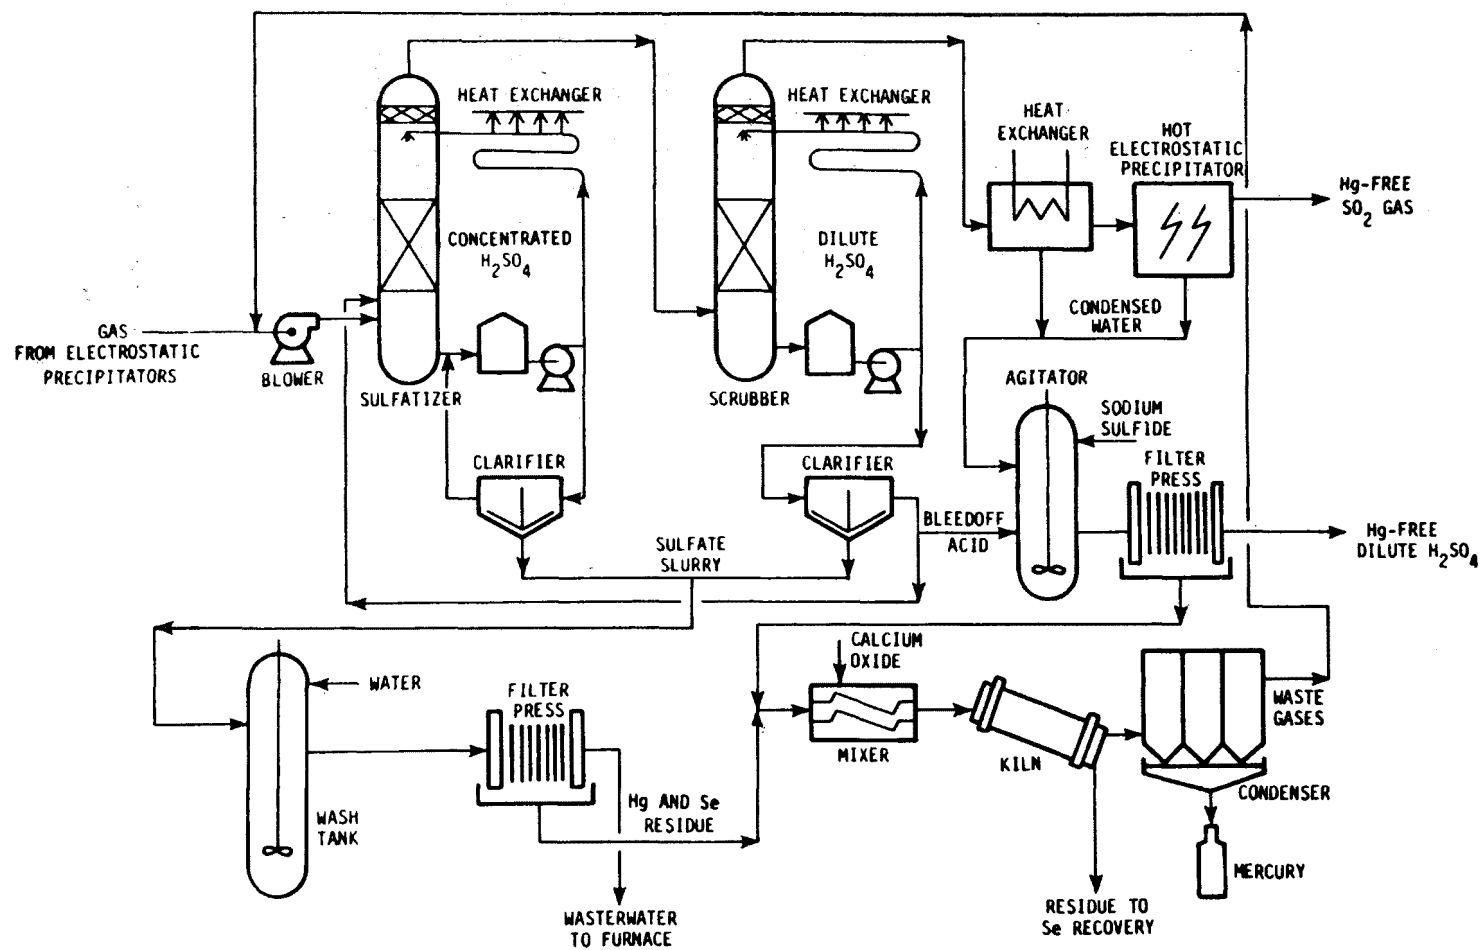 HEAT EXCHANGER
HEAT EXCHANGER
HEAT
EXCHANGER
HOT
ELECTROSTATIC
PRECIPITATOR
Hg-FREE
SO2 GAS
CONCENTRATED
H2SO4
DILUTE
H2SO4
GAS
FROM ELECTROSTATIC
PRECIPITATORS
BLOWER
SULFATIZER
SCRUBBER
CONDENSED
WATER
AGITATOR
SODIUM
SULFIDE
FILTER
PRESS
CLARIFIER
CLARIFIER
BLEEDOFF
ACID
Hg-FREE
DILUTE H2SO4
SULFATE
SLURRY
WATER
FILTER
PRESS
CALCIUM
OXIDE
MIXER
KILN
WASTE
GASES
CONDENSER
WASH
TANK
Hg AND Se
RESIDUE
MERCURY
WASTERWATER
TO FURNACE
RESIDUE TO
Se RECOVERY